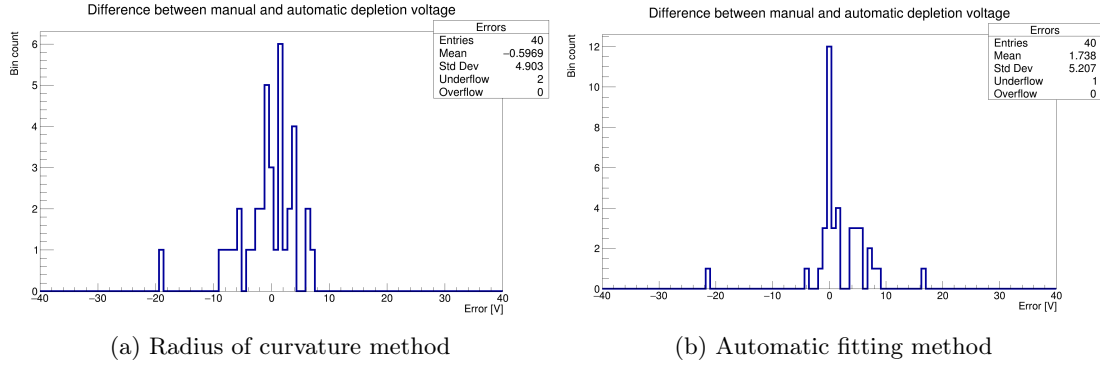 Difference between manual and automatic depletion voltage
Errors
Entries 40
Mean −0.5969
Std Dev 4.903
Underflow 2
Overflow 0
Bin count
6
5
4
3
2
1
0
−40 −30 −20 −10 0 10 20 30 40
Error [V]
(a) Radius of curvature method
Difference between manual and automatic depletion voltage
Errors
Entries 40
Mean 1.738
Std Dev 5.207
Underflow 1
Overflow 0
Bin count
12
10
8
6
4
2
0
−40 −30 −20 −10 0 10 20 30 40
Error [V]
(b) Automatic fitting method